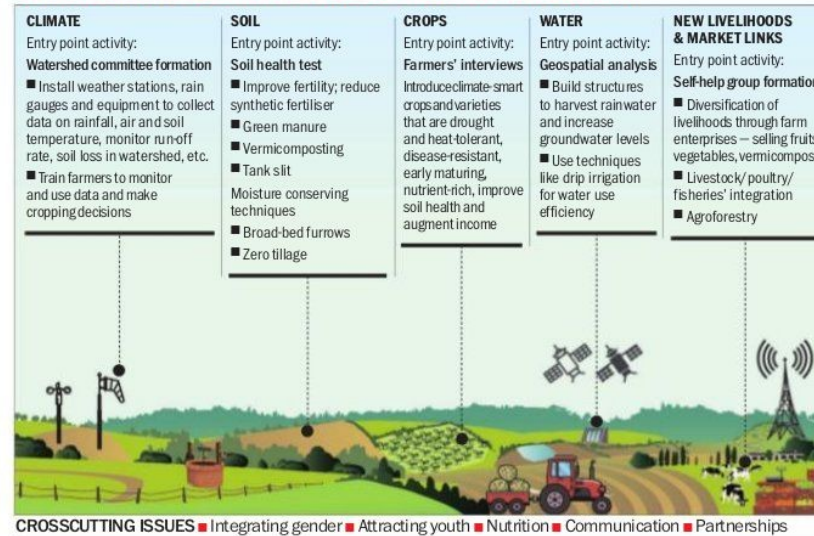 CLIMATE
Entry point activity:
Watershed committee formation
■ Install weather stations, rain
gauges and equipment to collect
data on rainfall, air and soil
temperature, monitor run-off
rate, soil loss in watershed, etc.
■ Train farmers to monitor
and use data and make
cropping decisions
SOIL
Entry point activity:
Soil health test
■ Improve fertility; reduce
synthetic fertiliser
■ Green manure
■ Vermicomposting
■ Tank slit
Moisture conserving
techniques
■ Broad-bed furrows
■ Zero tillage
CROPS
Entry point activity:
Farmers' interviews
Introduce climate-smart
crops and varieties
that are drought
and heat-tolerant,
disease-resistant,
early maturing,
nutrient-rich, improve
soil health and
augment income
WATER
Entry point activity:
Geospatial analysis
■ Build structures
to harvest rainwater
and increase
groundwater levels
■ Use techniques
like drip irrigation
for water use
efficiency
NEW LIVELIHOODS
& MARKET LINKS
Entry point activity:
Self-help group formation
■ Diversification of
livelihoods through farm
enterprises — selling fruits
vegetables, vermicompos
■ Livestock/poultry/
fisheries' integration
■ Agroforestry
CROSSCUTTING ISSUES ■ Integrating gender ■ Attracting youth ■ Nutrition ■ Communication ■ Partnerships